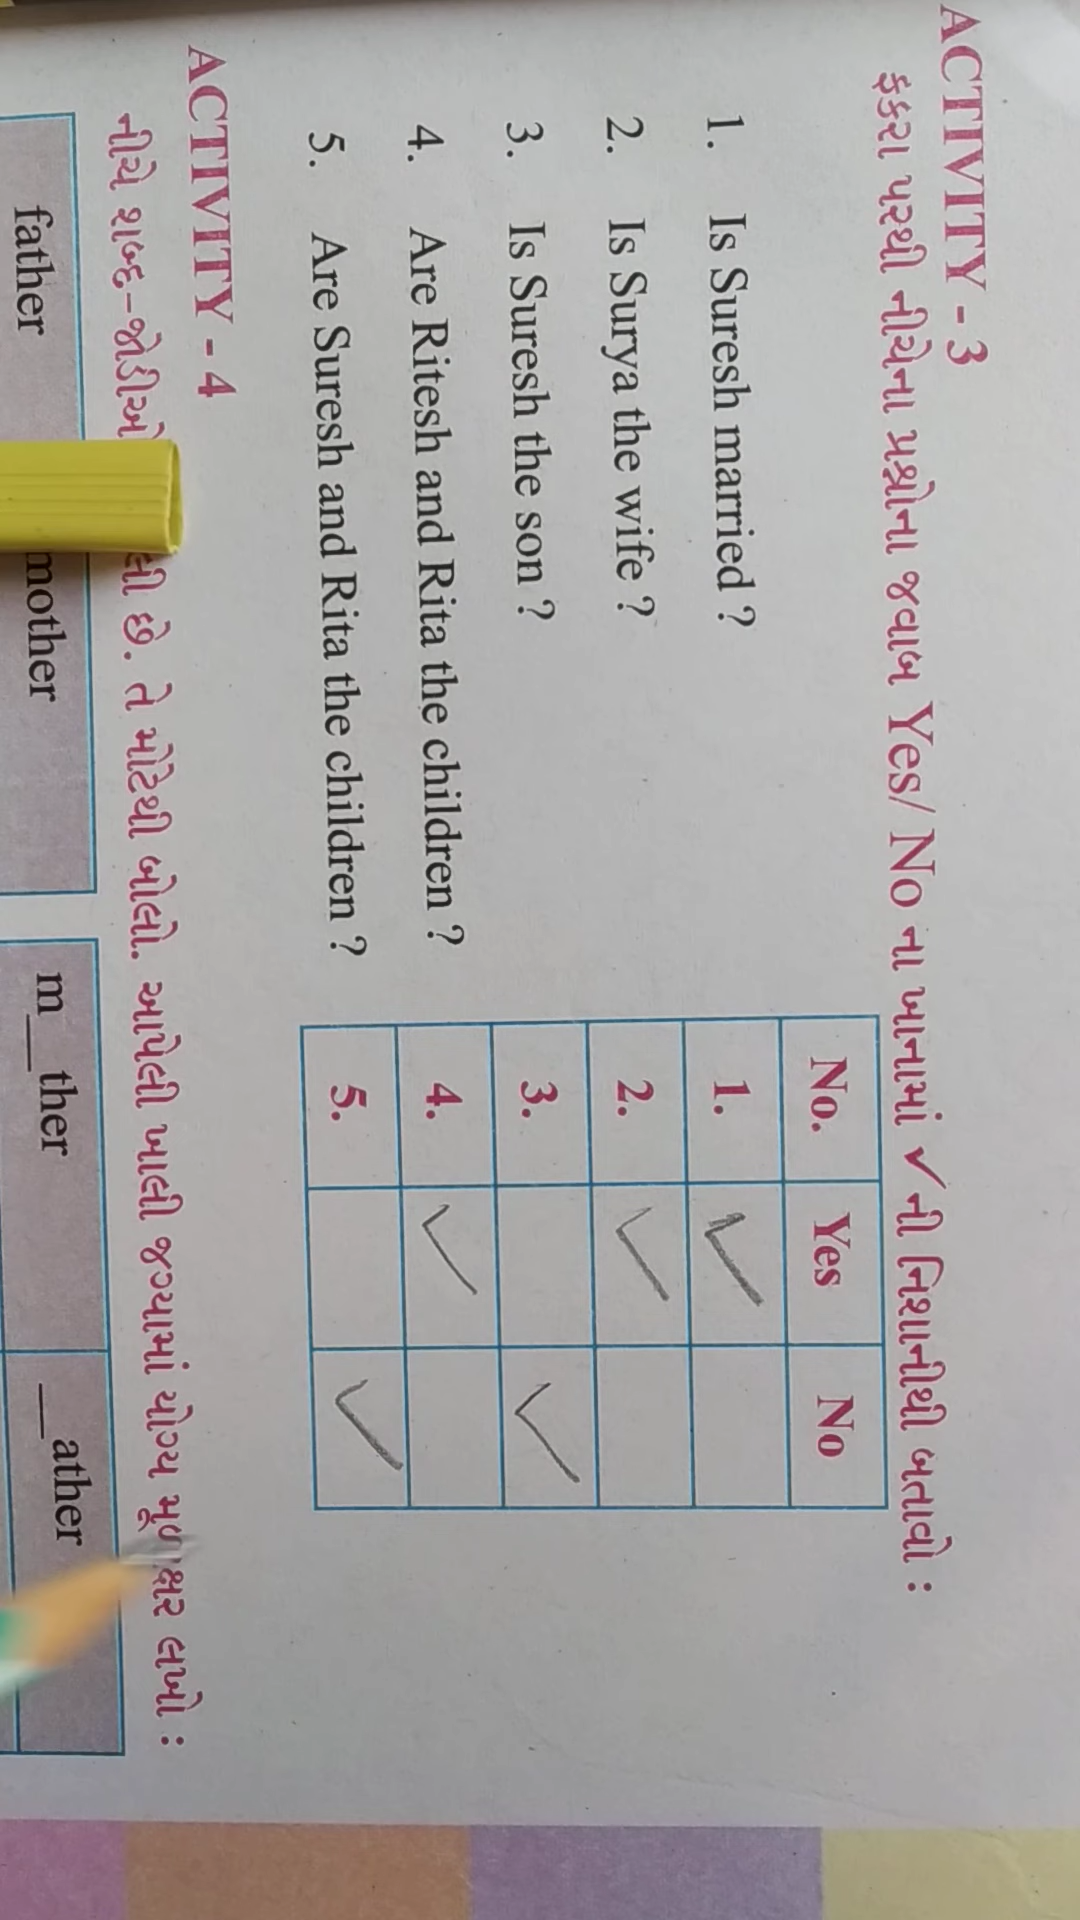 ACTIVITY - 3
ફકરા પરથી નીચેના પ્રશ્નોના જવાબ Yes/ No ના ખાનામાં ✓ ની નિશાનીથી બતાવો :
1. Is Suresh married ?
2. Is Surya the wife ?
3. Is Suresh the son ?
4. Are Ritesh and Rita the children ?
5. Are Suresh and Rita the children ?
No. Yes No
1. ✓
2. ✓
3. ✓
4. ✓
5. ✓
ACTIVITY - 4
નીચે શબ્દ-જોડીઓ છે. તે મોટેથી બોલો. આપેલી ખાલી જગ્યામાં યોગ્ય લખો :
father mother m__ther __ather